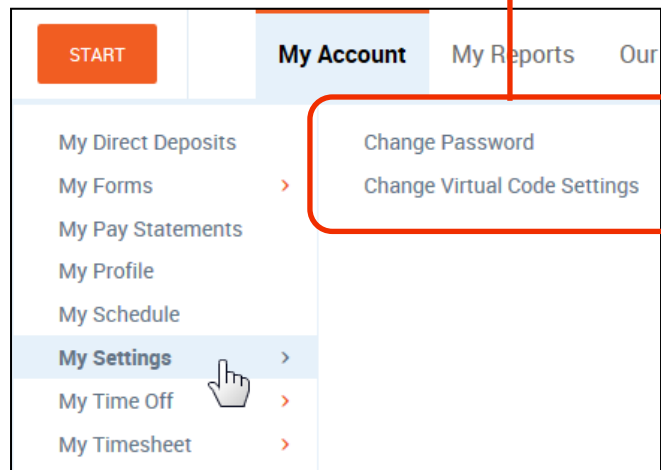 START
My Account
My Reports
Our
My Direct Deposits
My Forms
My Pay Statements
My Profile
My Schedule
My Settings
My Time Off
My Timesheet
Change Password
Change Virtual Code Settings